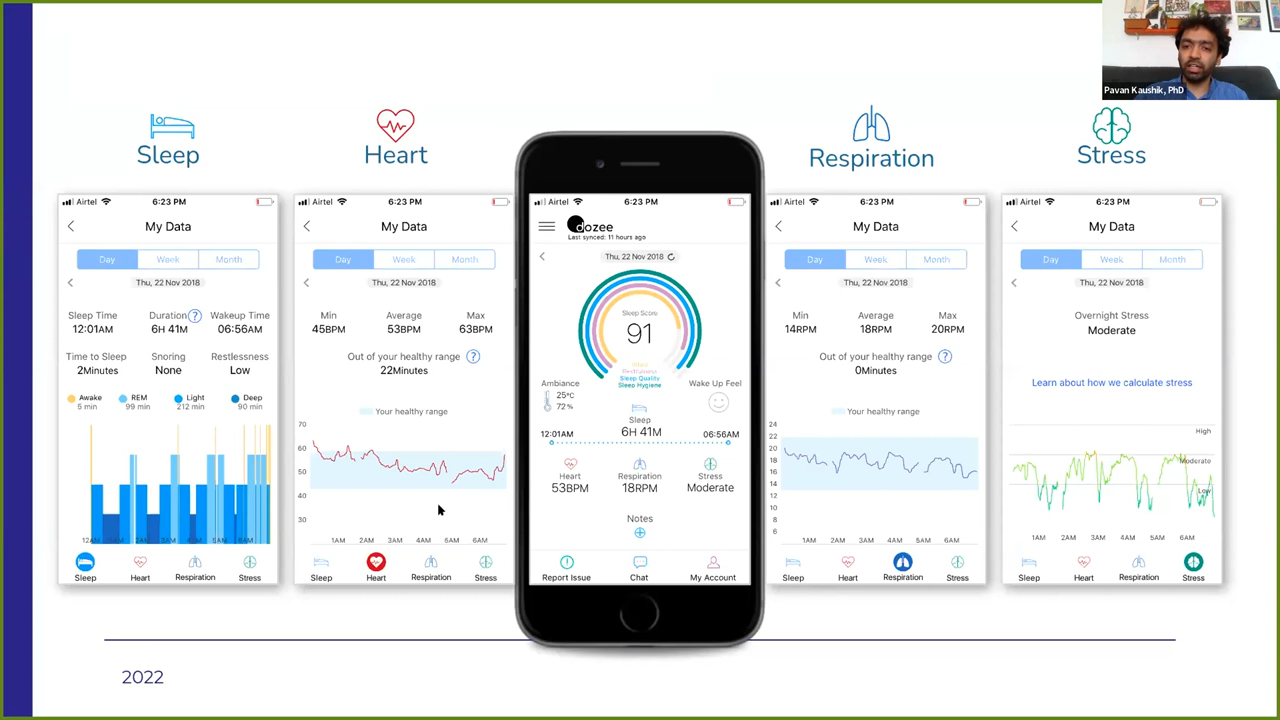 Pavan Kaushik, PhD
Sleep
Heart
Respiration
Stress
Airtel 6:23 PM
My Data
Day Week Month
Thu, 22 Nov 2018
Sleep Time Duration ? Wakeup Time
12:01AM 6H 41M 06:56AM
Time to Sleep Snoring Restlessness
2Minutes None Low
Awake REM Light Deep
5 min 99 min 212 min 90 min
Sleep Heart Respiration Stress
Airtel 6:23 PM
My Data
Day Week Month
Thu, 22 Nov 2018
Min Average Max
45BPM 53BPM 63BPM
Out of your healthy range ?
22Minutes
Your healthy range
70
60
50
40
30
1AM 2AM 3AM 4AM 5AM 6AM
Sleep Heart Respiration Stress
Airtel 6:23 PM
dozee
Last synced: 11 hours ago
Thu, 22 Nov 2018
Sleep Score
91
Restfulness
Sleep Quality
Sleep Hygiene
Ambiance Wake Up Feel
25°C
72%
Sleep
6H 41M
12:01AM 06:56AM
Heart Respiration Stress
53BPM 18RPM Moderate
Notes
Report Issue Chat My Account
Airtel 6:23 PM
My Data
Day Week Month
Thu, 22 Nov 2018
Min Average Max
14RPM 18RPM 20RPM
Out of your healthy range ?
0Minutes
Your healthy range
24
22
20
18
16
14
12
10
8
6
1AM 2AM 3AM 4AM 5AM 6AM
Sleep Heart Respiration Stress
Airtel 6:23 PM
My Data
Day Week Month
Thu, 22 Nov 2018
Overnight Stress
Moderate
Learn about how we calculate stress
High
Moderate
Low
1AM 2AM 3AM 4AM 5AM 6AM
Sleep Heart Respiration Stress
2022